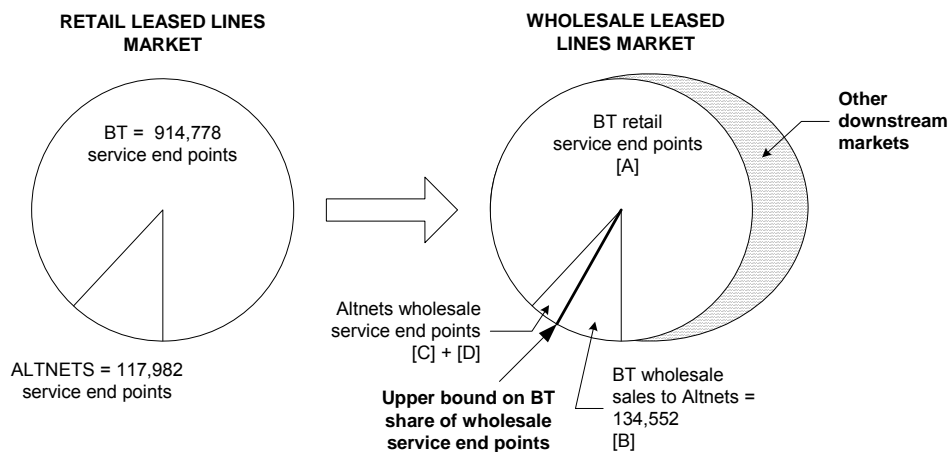 RETAIL LEASED LINES
MARKET
BT = 914,778
service end points
ALTNETS = 117,982
service end points
WHOLESALE LEASED
LINES MARKET
BT retail
service end points
[A]
Other
downstream
markets
Altnets wholesale
service end points
[C] + [D]
Upper bound on BT
share of wholesale
service end points
BT wholesale
sales to Altnets =
134,552
[B]